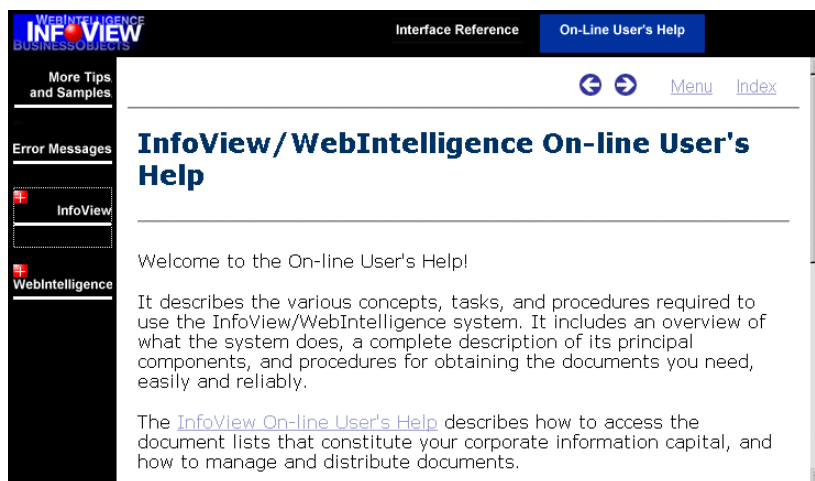 WEBINTELLIGENCE
INFOVIEW
BUSINESSOBJECTS
Interface Reference
On-Line User's Help
More Tips
and Samples
Error Messages
InfoView
WebIntelligence
Menu
Index
InfoView/WebIntelligence On-line User's
Help
Welcome to the On-line User's Help!
It describes the various concepts, tasks, and procedures required to
use the InfoView/WebIntelligence system. It includes an overview of
what the system does, a complete description of its principal
components, and procedures for obtaining the documents you need,
easily and reliably.
The InfoView On-line User's Help describes how to access the
document lists that constitute your corporate information capital, and
how to manage and distribute documents.